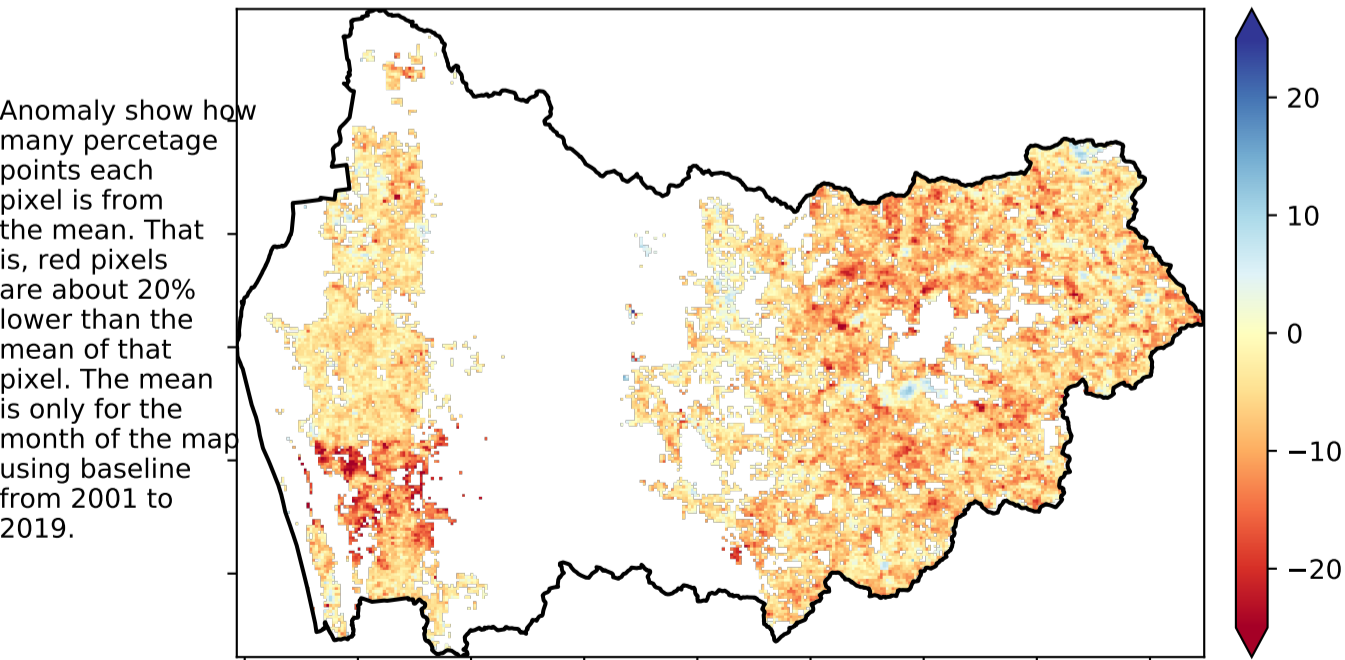 Anomaly show how
many percetage
points each
pixel is from
the mean. That
is, red pixels
are about 20%
lower than the
mean of that
pixel. The mean
is only for the
month of the map
using baseline
from 2001 to
2019.
20
10
0
−10
−20